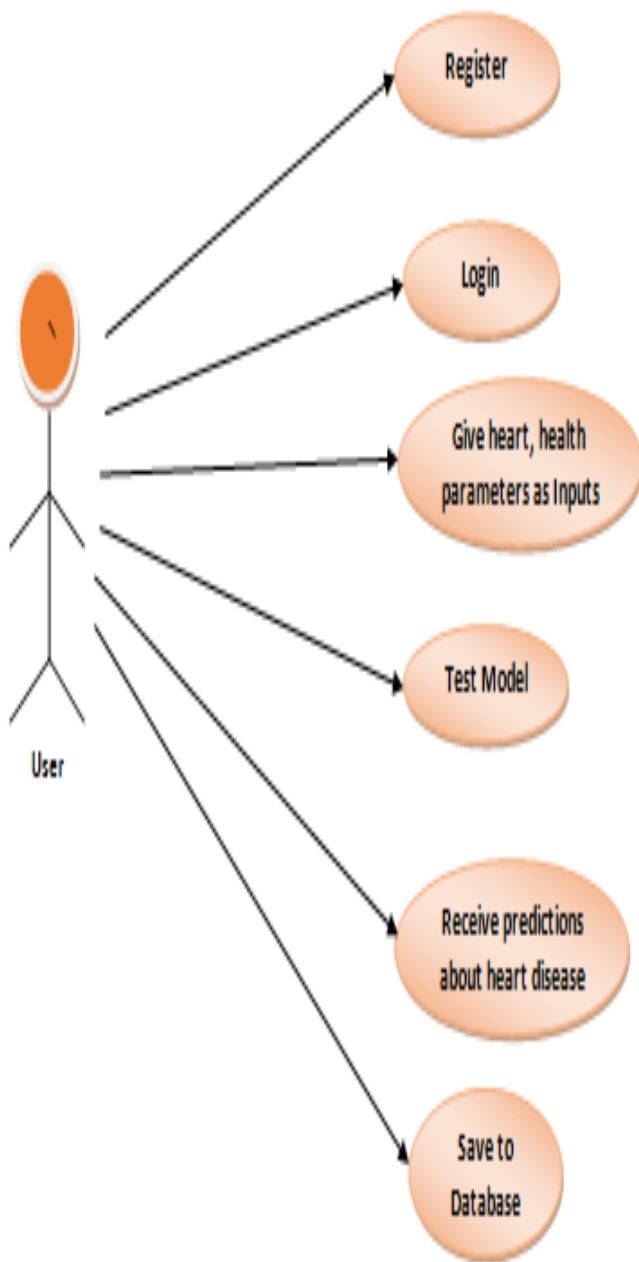 Register
Login
Give heart, health
parameters as Inputs
Test Model
User
Receive predictions
about heart disease
Save to
Database